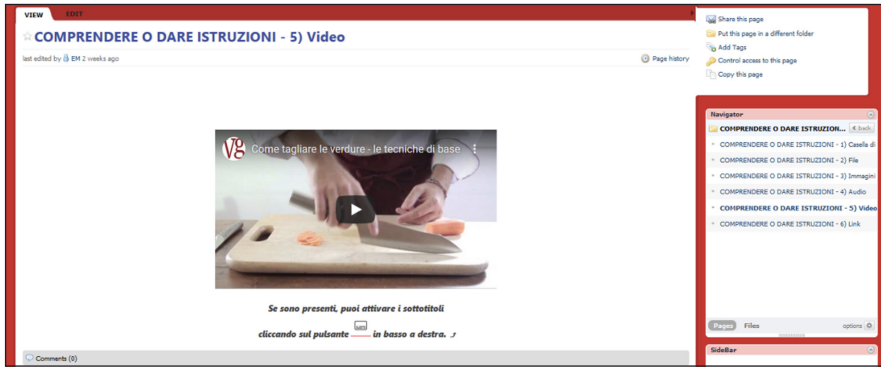 VIEW EDIT
COMPRENDERE O DARE ISTRUZIONI - 5) Video
last edited by EM 2 weeks ago
Page history
Vg Come tagliare le verdure - le tecniche di base
Se sono presenti, puoi attivare i sottotitoli
cliccando sul pulsante in basso a destra.
Comments (0)
Share this page
Put this page in a different folder
Add Tags
Control access to this page
Copy this page
Navigator
COMPRENDERE O DARE ISTRUZION... back
COMPRENDERE O DARE ISTRUZIONI - 1) Casella di
COMPRENDERE O DARE ISTRUZIONI - 2) File
COMPRENDERE O DARE ISTRUZIONI - 3) Immagini
COMPRENDERE O DARE ISTRUZIONI - 4) Audio
COMPRENDERE O DARE ISTRUZIONI - 5) Video
COMPRENDERE O DARE ISTRUZIONI - 6) Link
Pages Files options
SideBar